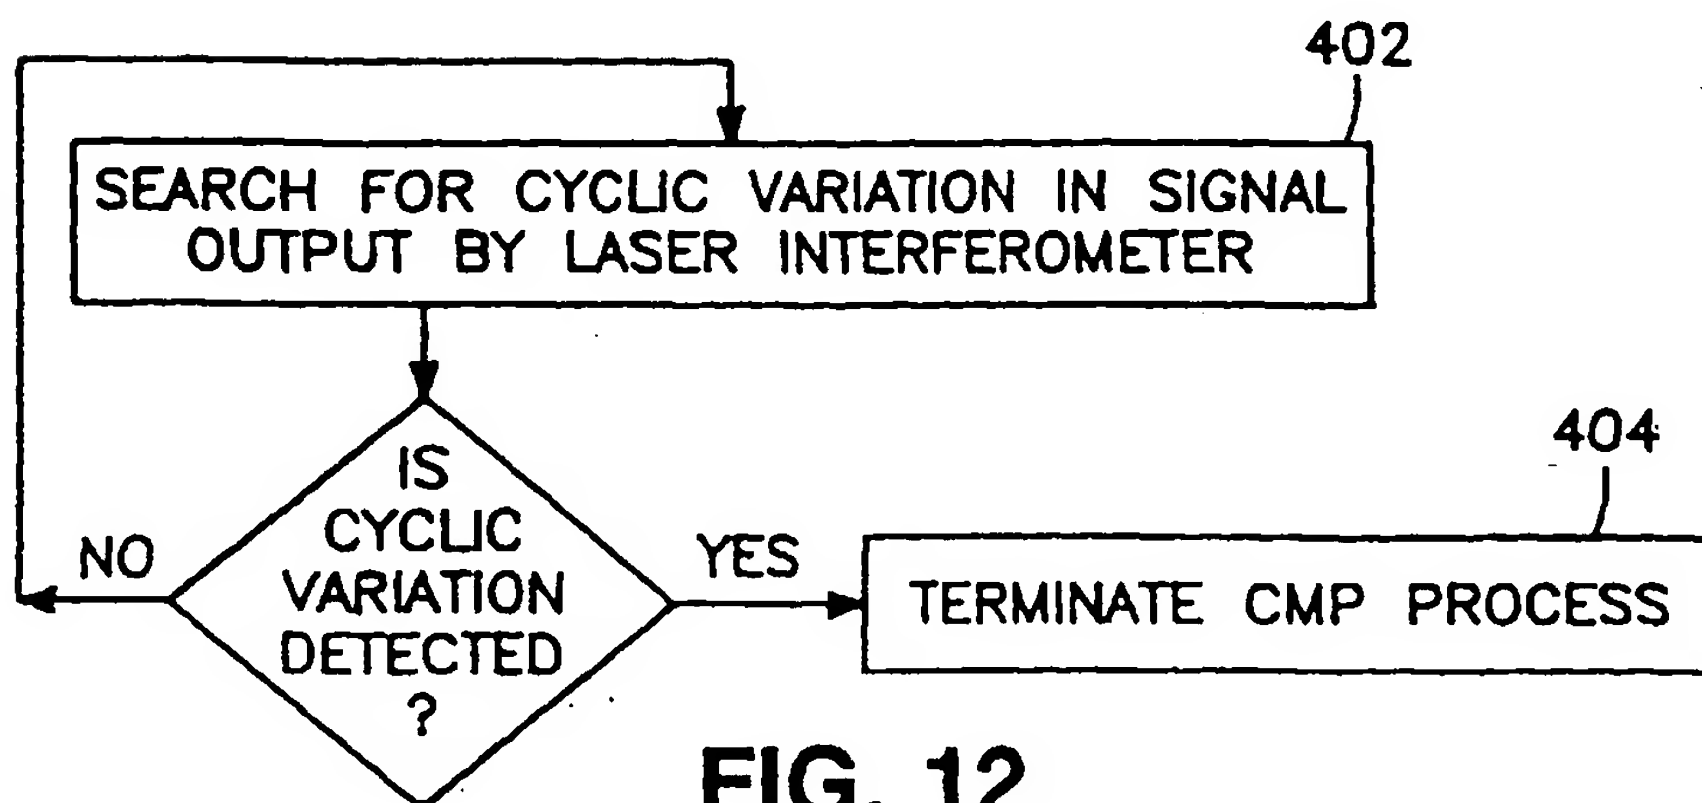 402
SEARCH FOR CYCLIC VARIATION IN SIGNAL
OUTPUT BY LASER INTERFEROMETER
404
IS
CYCLIC
VARIATION
DETECTED
?
NO
YES
TERMINATE CMP PROCESS
FIG. 12